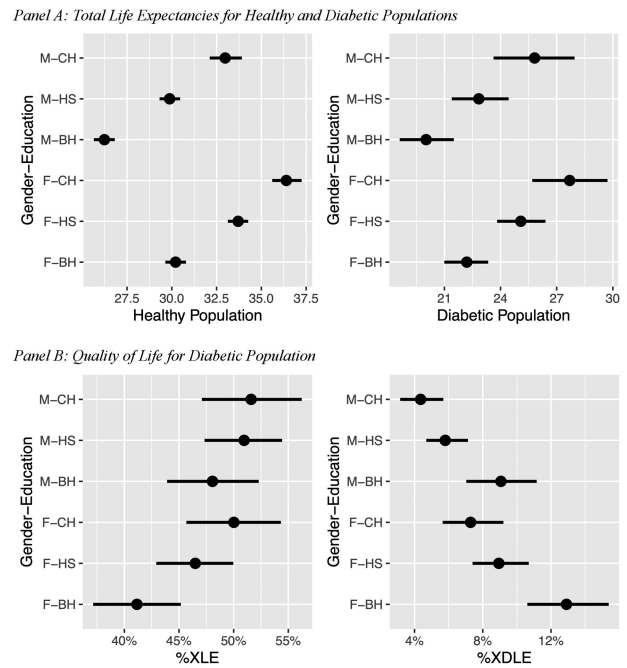 Panel A: Total Life Expectancies for Healthy and Diabetic Populations
Gender−Education
M−CH
M−HS
M−BH
F−CH
F−HS
F−BH
27.5 30.0 32.5 35.0 37.5
Healthy Population
Gender−Education
M−CH
M−HS
M−BH
F−CH
F−HS
F−BH
21 24 27 30
Diabetic Population
Panel B: Quality of Life for Diabetic Population
Gender−Education
M−CH
M−HS
M−BH
F−CH
F−HS
F−BH
40% 45% 50% 55%
%XLE
Gender−Education
M−CH
M−HS
M−BH
F−CH
F−HS
F−BH
4% 8% 12%
%XDLE